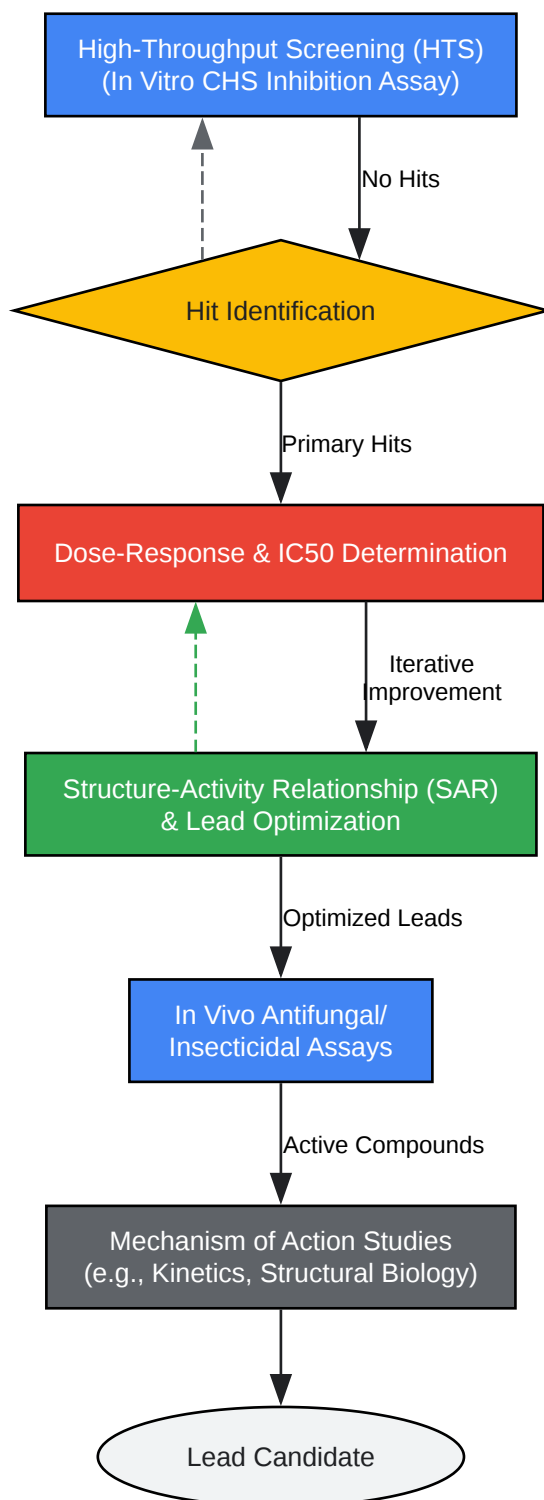 High-Throughput Screening (HTS)
(In Vitro CHS Inhibition Assay)
No Hits
Hit Identification
Primary Hits
Dose-Response & IC50 Determination
Iterative
Improvement
Structure-Activity Relationship (SAR)
& Lead Optimization
Optimized Leads
In Vivo Antifungal/
Insecticidal Assays
Active Compounds
Mechanism of Action Studies
(e.g., Kinetics, Structural Biology)
Lead Candidate